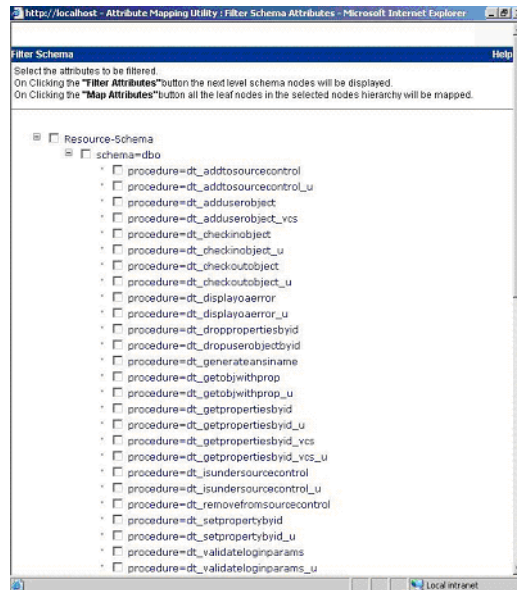 http://localhost - Attribute Mapping Utility : Filter Schema Attributes - Microsoft Internet Explorer
Filter Schema Help
Select the attributes to be filtered.
On Clicking the "Filter Attributes"button the next level schema nodes will be displayed.
On Clicking the "Map Attributes"button all the leaf nodes in the selected nodes hierarchy will be mapped.
Resource-Schema
schema=dbo
procedure=dt_addtosourcecontrol
procedure=dt_addtosourcecontrol_u
procedure=dt_adduserobject
procedure=dt_adduserobject_vcs
procedure=dt_checkinobject
procedure=dt_checkinobject_u
procedure=dt_checkoutobject
procedure=dt_checkoutobject_u
procedure=dt_displayoaerror
procedure=dt_displayoaerror_u
procedure=dt_droppropertiesbyid
procedure=dt_dropuserobjectbyid
procedure=dt_generateansiname
procedure=dt_getobjwithprop
procedure=dt_getobjwithprop_u
procedure=dt_getpropertiesbyid
procedure=dt_getpropertiesbyid_u
procedure=dt_getpropertiesbyid_vcs
procedure=dt_getpropertiesbyid_vcs_u
procedure=dt_isundersourcecontrol
procedure=dt_isundersourcecontrol_u
procedure=dt_removefromsourcecontrol
procedure=dt_setpropertybyid
procedure=dt_setpropertybyid_u
procedure=dt_validateloginparams
procedure=dt_validateloginparams_u
Local intranet